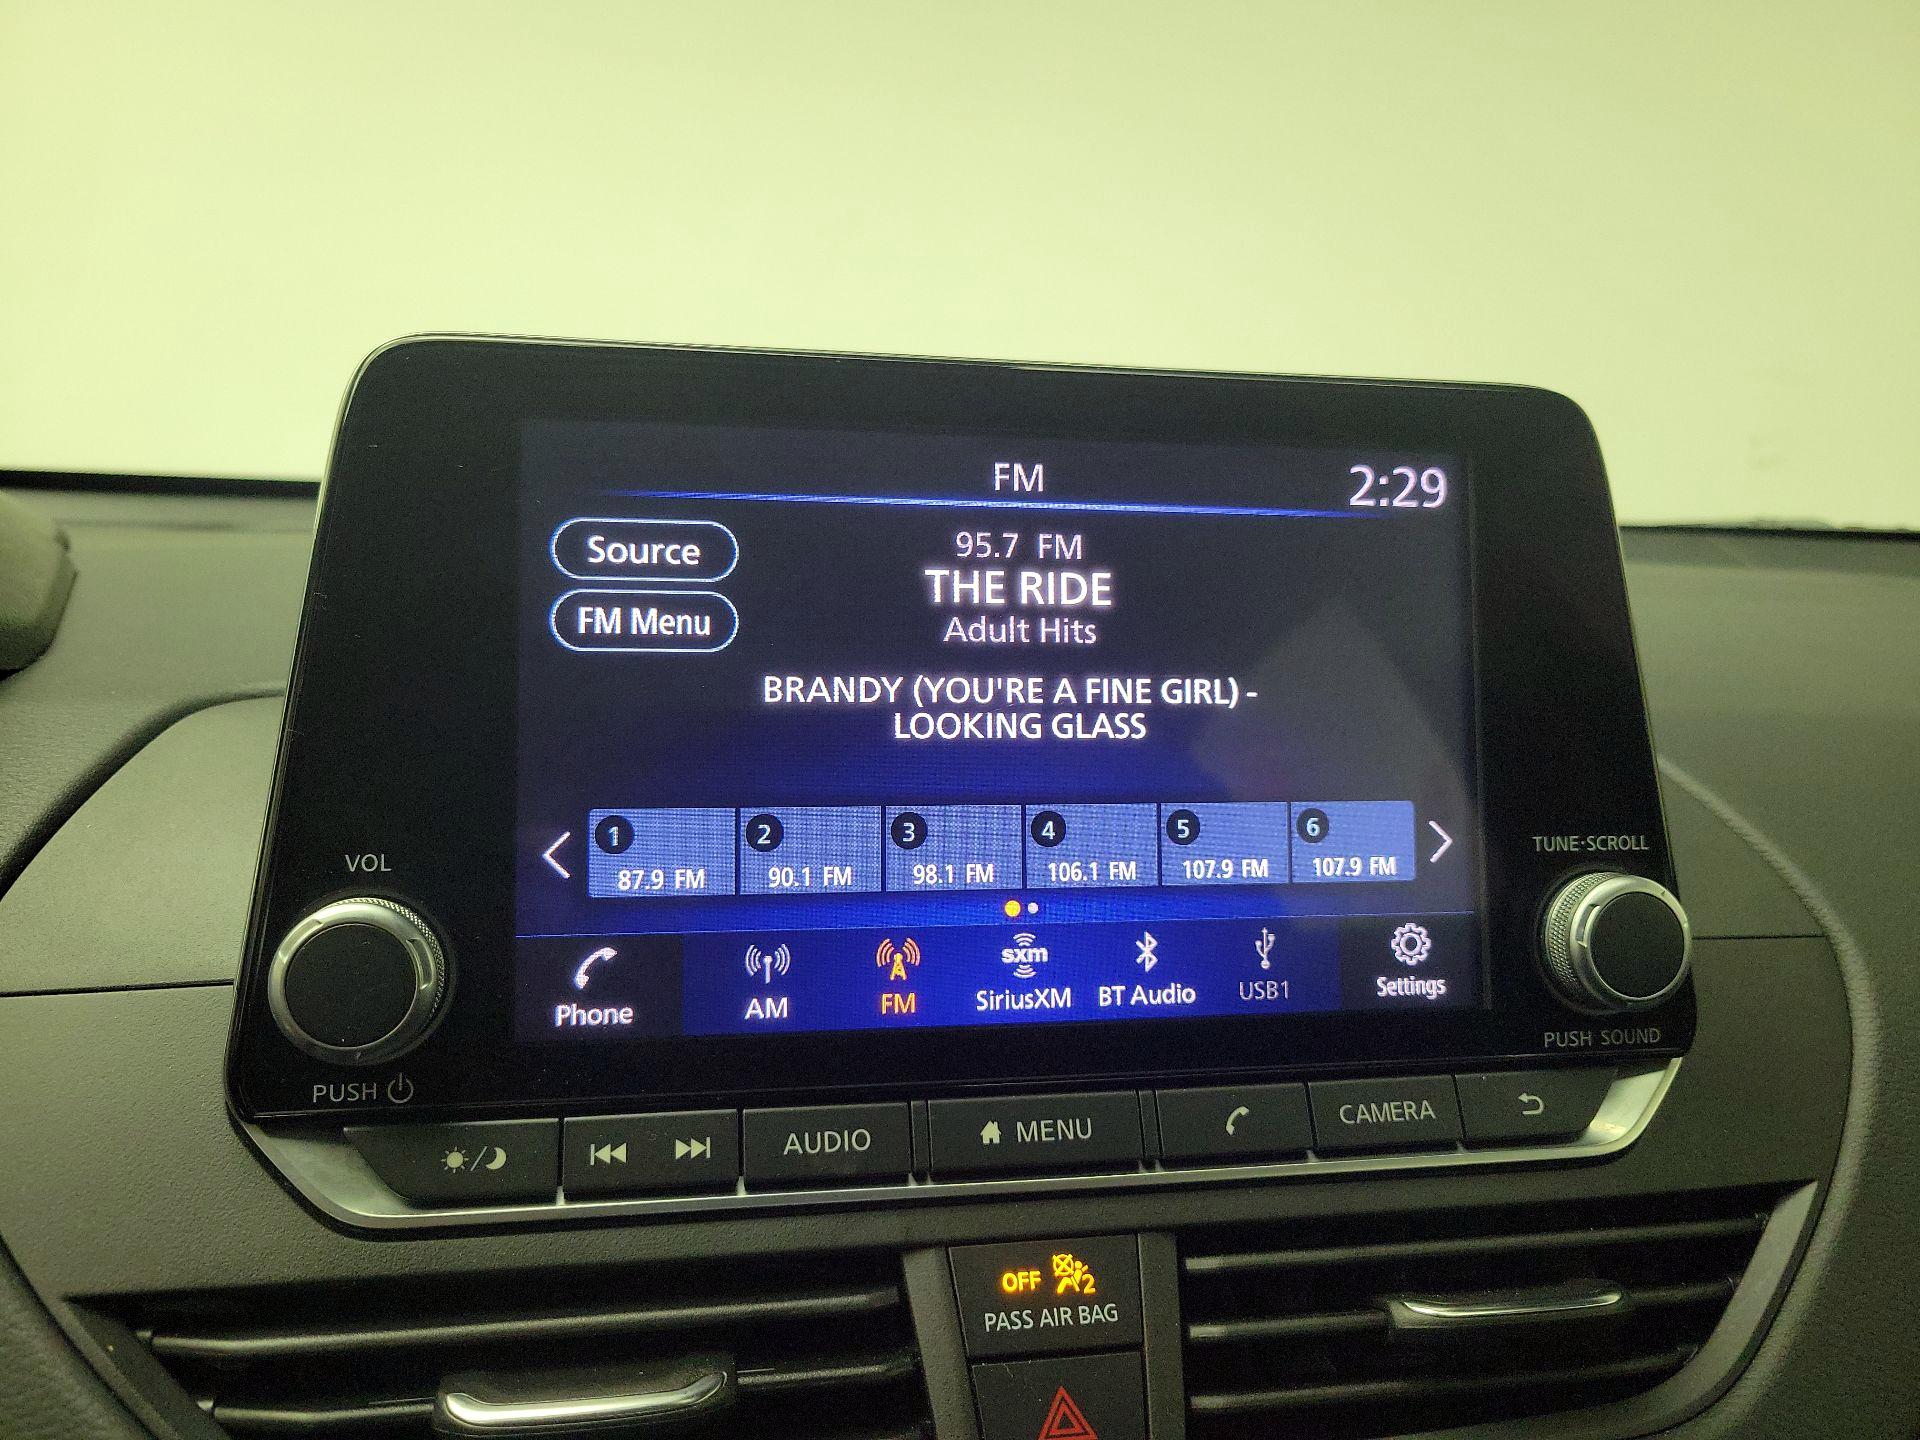 FM
2:29
Source
FM Menu
95.7 FM
THE RIDE
Adult Hits
BRANDY (YOU'RE A FINE GIRL) -
LOOKING GLASS
1
87.9 FM
2
90.1 FM
3
98.1 FM
4
106.1 FM
5
107.9 FM
6
107.9 FM
Phone
AM
FM
sxm
SiriusXM
BT Audio
USB1
Settings
VOL
PUSH
TUNE·SCROLL
PUSH SOUND
AUDIO
MENU
CAMERA
OFF 2
PASS AIR BAG